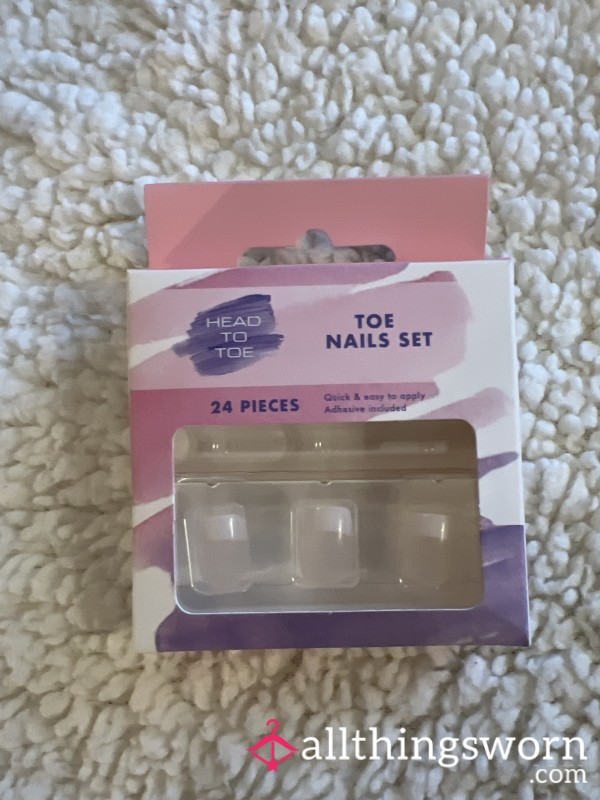 HEAD
TO
TOE
TOE
NAILS SET
24 PIECES
Quick & easy to apply
Adhesive included
allthingsworn
.com